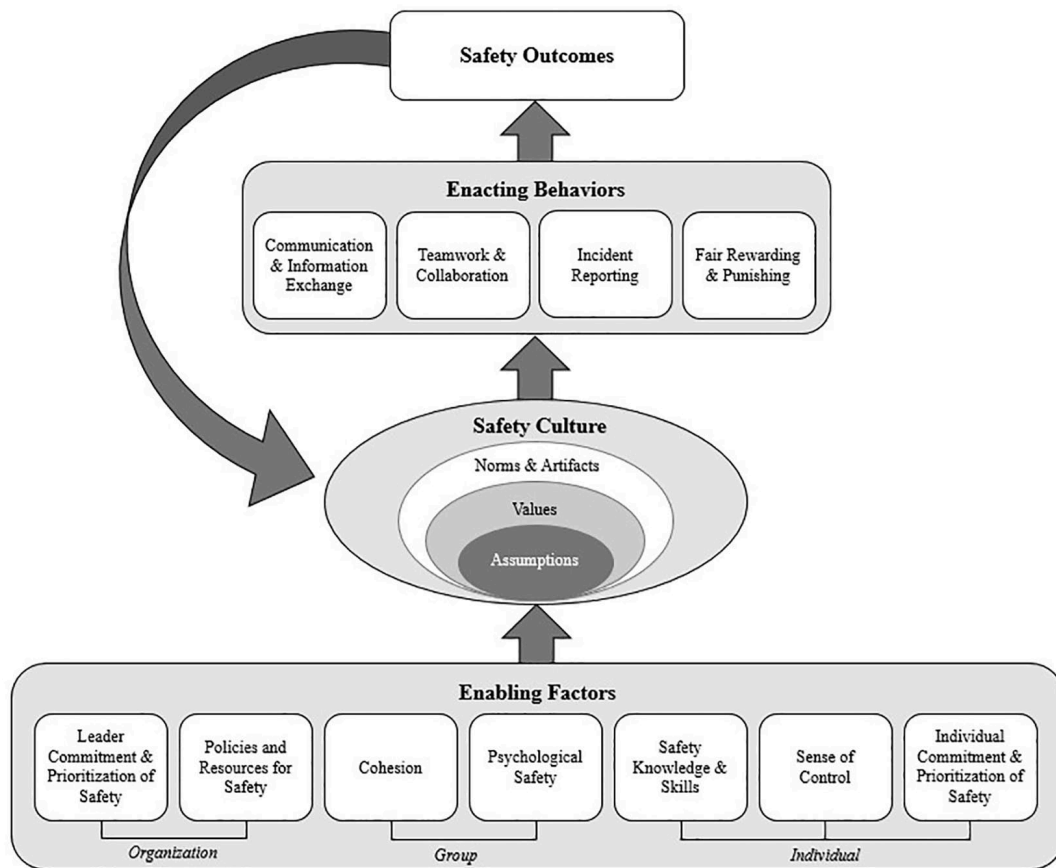 Safety Outcomes
Enacting Behaviors
Communication
& Information
Exchange
Teamwork &
Collaboration
Incident
Reporting
Fair Rewarding
& Punishing
Safety Culture
Norms & Artifacts
Values
Assumptions
Enabling Factors
Leader
Commitment &
Prioritization of
Safety
Policies and
Resources for
Safety
Cohesion
Psychological
Safety
Safety
Knowledge &
Skills
Sense of
Control
Individual
Commitment &
Prioritization of
Safety
Organization
Group
Individual